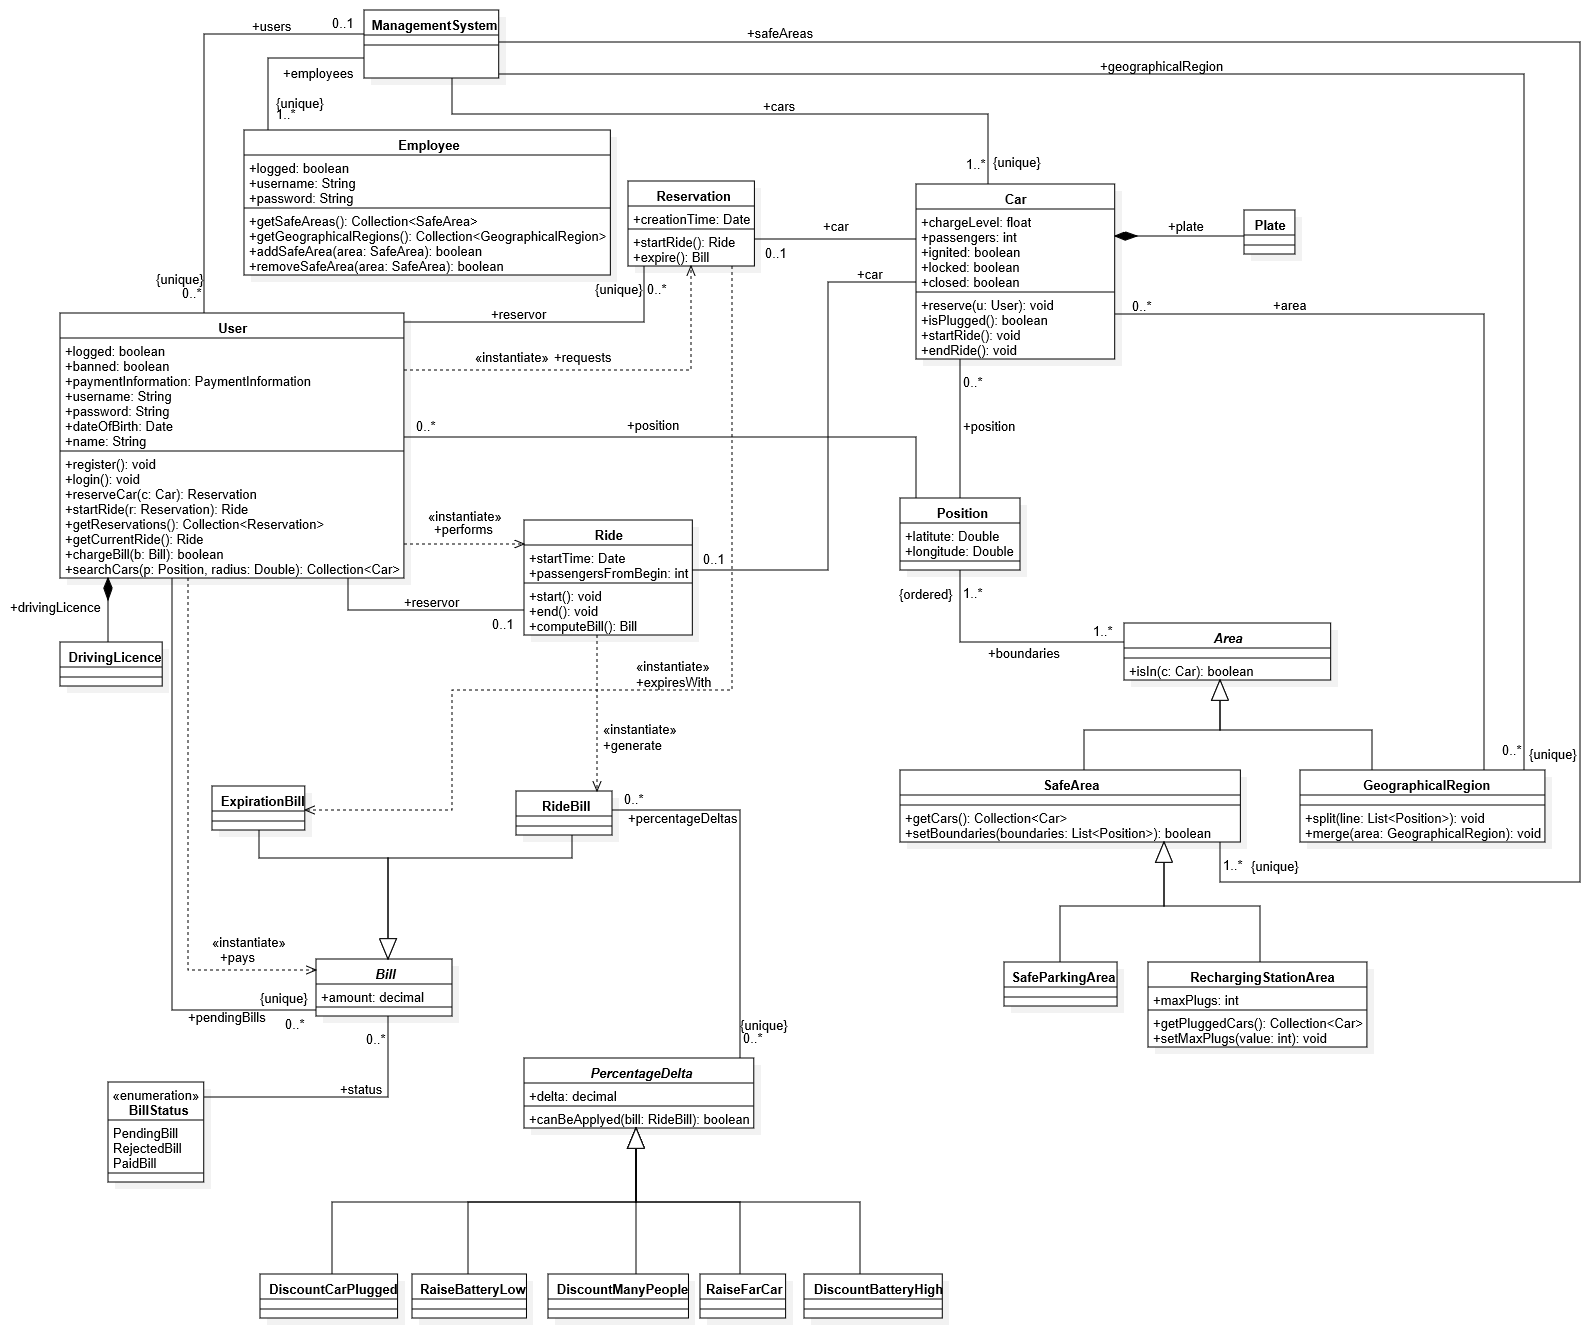 +users
0..1
ManagementSystem
+safeAreas
+employees
+geographicalRegion
{unique}
1..*
+cars
Employee
+logged: boolean
+username: String
+password: String
+getSafeAreas(): Collection<SafeArea>
+getGeographicalRegions(): Collection<GeographicalRegion>
+addSafeArea(area: SafeArea): boolean
+removeSafeArea(area: SafeArea): boolean
1..*
{unique}
Reservation
+creationTime: Date
+startRide(): Ride
+expire(): Bill
+car
0..1
Car
+chargeLevel: float
+passengers: int
+ignited: boolean
+locked: boolean
+closed: boolean
+reserve(u: User): void
+isPlugged(): boolean
+startRide(): void
+endRide(): void
+plate
Plate
+car
{unique}
0..*
{unique}
0..*
+reservor
0..*
+area
User
+logged: boolean
+banned: boolean
+paymentInformation: PaymentInformation
+username: String
+password: String
+dateOfBirth: Date
+name: String
+register(): void
+login(): void
+reserveCar(c: Car): Reservation
+startRide(r: Reservation): Ride
+getReservations(): Collection<Reservation>
+getCurrentRide(): Ride
+chargeBill(b: Bill): boolean
+searchCars(p: Position, radius: Double): Collection<Car>
«instantiate» +requests
0..*
0..*
+position
+position
«instantiate»
+performs
Ride
+startTime: Date
+passengersFromBegin: int
+start(): void
+end(): void
+computeBill(): Bill
0..1
Position
+latitute: Double
+longitude: Double
{ordered}
1..*
+drivingLicence
+reservor
0..1
1..*
+boundaries
Area
+isIn(c: Car): boolean
DrivingLicence
«instantiate»
+expiresWith
«instantiate»
+generate
0..*
{unique}
ExpirationBill
RideBill
0..*
+percentageDeltas
SafeArea
+getCars(): Collection<Car>
+setBoundaries(boundaries: List<Position>): boolean
GeographicalRegion
+split(line: List<Position>): void
+merge(area: GeographicalRegion): void
1..*
{unique}
«instantiate»
+pays
Bill
+amount: decimal
{unique}
+pendingBills
0..*
0..*
SafeParkingArea
RechargingStationArea
+maxPlugs: int
+getPluggedCars(): Collection<Car>
+setMaxPlugs(value: int): void
{unique}
0..*
+status
«enumeration»
BillStatus
PendingBill
RejectedBill
PaidBill
PercentageDelta
+delta: decimal
+canBeApplyed(bill: RideBill): boolean
DiscountCarPlugged
RaiseBatteryLow
DiscountManyPeople
RaiseFarCar
DiscountBatteryHigh